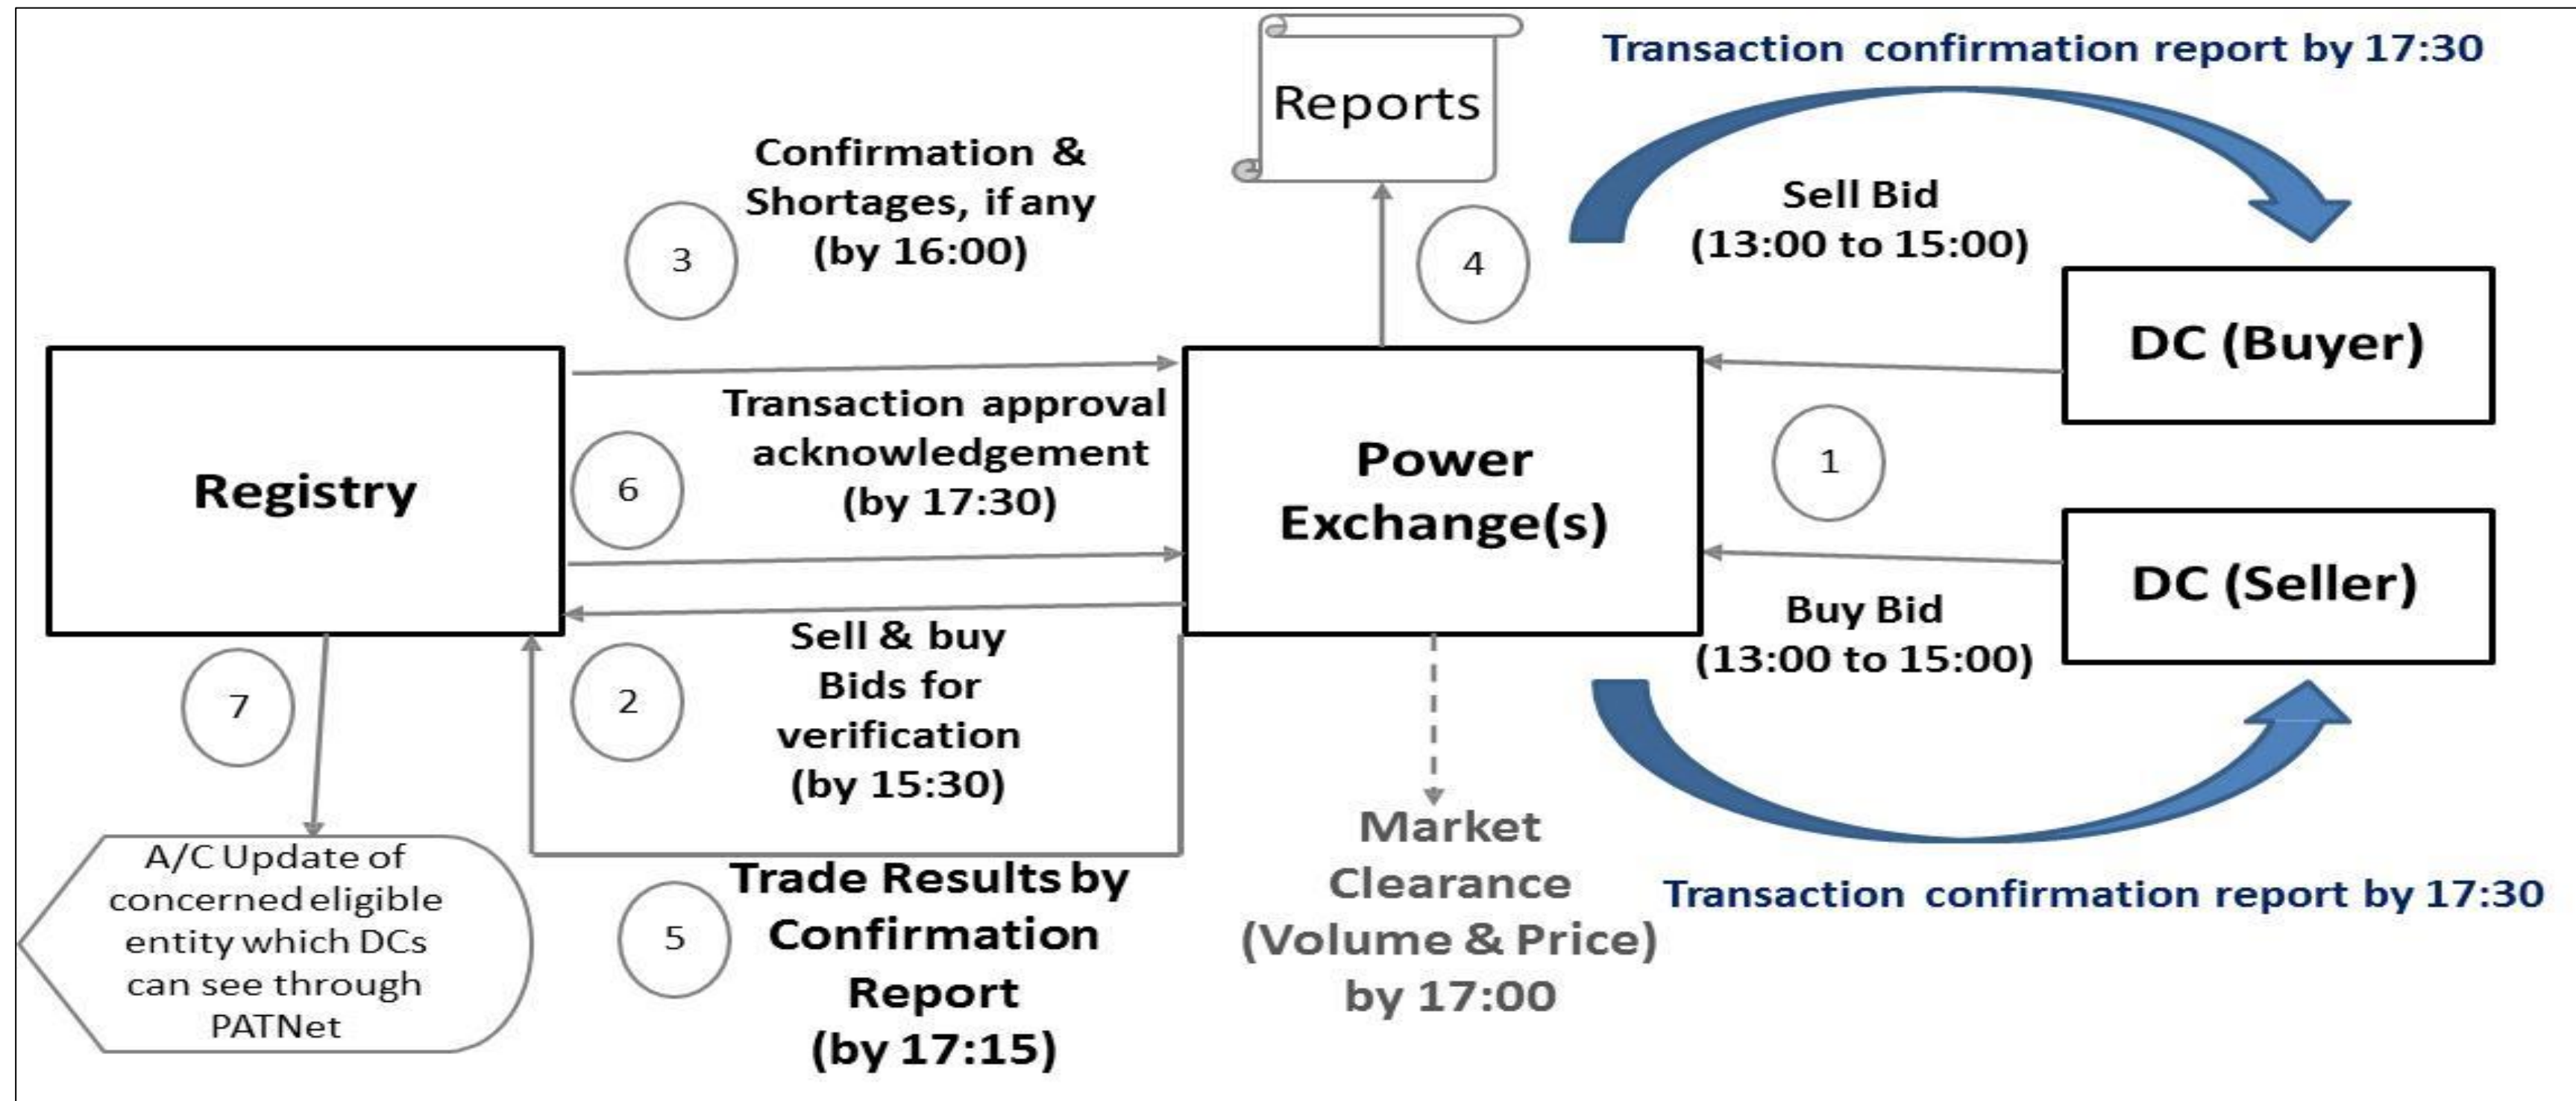 Transaction confirmation report by 17:30
Reports
Confirmation &
Shortages, if any
(by 16:00)
3
4
Sell Bid
(13:00 to 15:00)
DC (Buyer)
Registry
Transaction approval
acknowledgement
(by 17:30)
6
Power
Exchange(s)
1
DC (Seller)
Buy Bid
(13:00 to 15:00)
7
2
Sell & buy
Bids for
verification
(by 15:30)
Market
Clearance
(Volume & Price)
by 17:00
Transaction confirmation report by 17:30
A/C Update of
concerned eligible
entity which DCs
can see through
PATNet
5
Trade Results by
Confirmation
Report
(by 17:15)